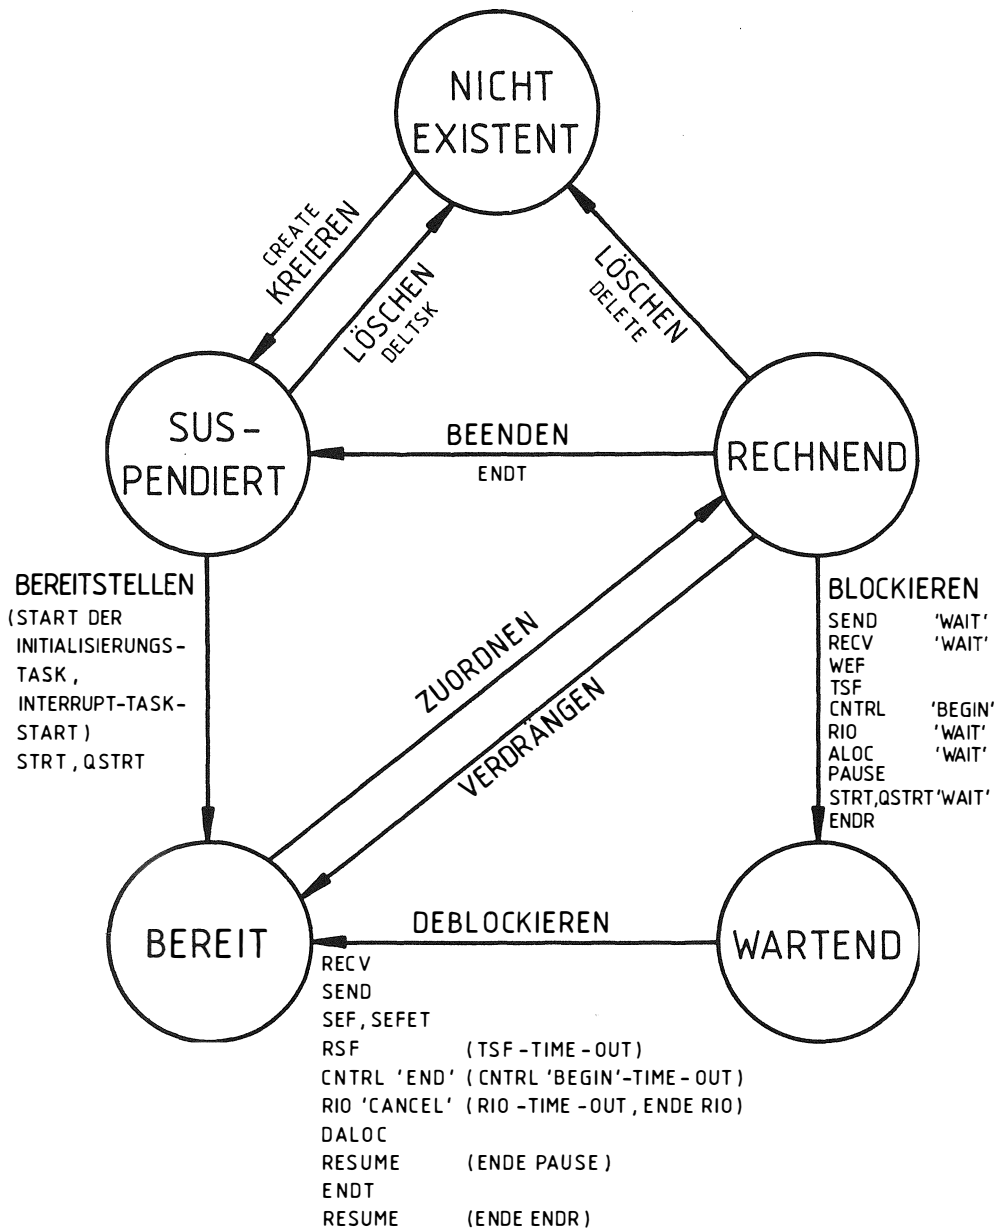 NICHT
EXISTENT
CREATE
KREIEREN
LÖSCHEN
DELTSK
LÖSCHEN
DELETE
SUS-
PENDIERT
BEENDEN
ENDT
RECHNEND
BEREITSTELLEN
(START DER
INITIALISIERUNGS-
TASK,
INTERRUPT-TASK-
START)
STRT, QSTRT
ZUORDNEN
VERDRÄNGEN
BLOCKIEREN
SEND 'WAIT'
RECV 'WAIT'
WEF
TSF
CNTRL 'BEGIN'
RIO 'WAIT'
ALOC 'WAIT'
PAUSE
STRT,QSTRT 'WAIT'
ENDR
BEREIT
DEBLOCKIEREN
WARTEND
RECV
SEND
SEF, SEFET
RSF (TSF-TIME-OUT)
CNTRL 'END' (CNTRL 'BEGIN'-TIME-OUT)
RIO 'CANCEL' (RIO-TIME-OUT, ENDE RIO)
DALOC
RESUME (ENDE PAUSE)
ENDT
RESUME (ENDE ENDR)